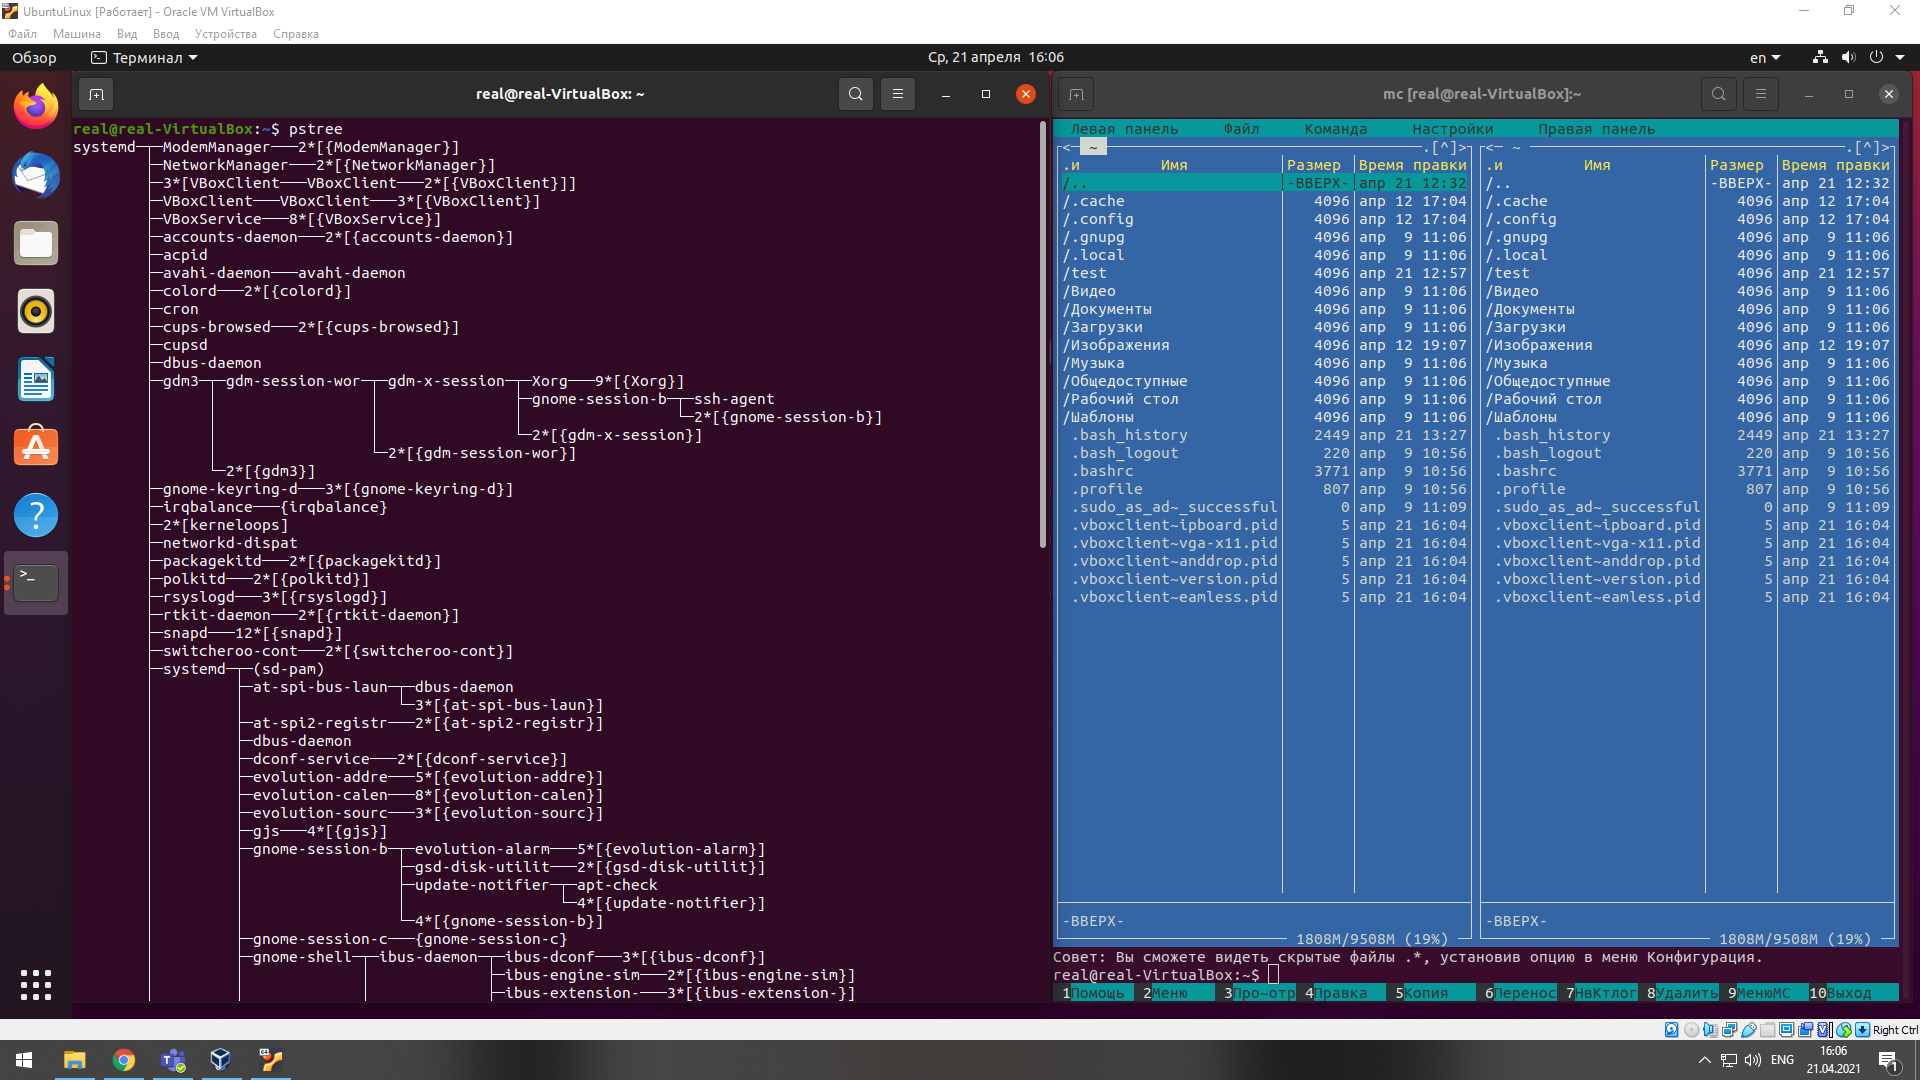 UbuntuLinux [Работает] - Oracle VM VirtualBox
Файл Машина Вид Ввод Устройства Справка
Обзор Терминал Ср, 21 апреля 16:06 en
real@real-VirtualBox: ~
real@real-VirtualBox:~$ pstree
systemd─┬─ModemManager───2*[{ModemManager}]
├─NetworkManager───2*[{NetworkManager}]
├─3*[VBoxClient───VBoxClient───2*[{VBoxClient}]]
├─VBoxClient───VBoxClient───3*[{VBoxClient}]
├─VBoxService───8*[{VBoxService}]
├─accounts-daemon───2*[{accounts-daemon}]
├─acpid
├─avahi-daemon───avahi-daemon
├─colord───2*[{colord}]
├─cron
├─cups-browsed───2*[{cups-browsed}]
├─cupsd
├─dbus-daemon
├─gdm3─┬─gdm-session-wor─┬─gdm-x-session─┬─Xorg───9*[{Xorg}]
├─gnome-session-b─┬─ssh-agent
└─2*[{gnome-session-b}]
└─2*[{gdm-x-session}]
└─2*[{gdm-session-wor}]
└─2*[{gdm3}]
├─gnome-keyring-d───3*[{gnome-keyring-d}]
├─irqbalance───{irqbalance}
├─2*[kerneloops]
├─networkd-dispat
├─packagekitd───2*[{packagekitd}]
├─polkitd───2*[{polkitd}]
├─rsyslogd───3*[{rsyslogd}]
├─rtkit-daemon───2*[{rtkit-daemon}]
├─snapd───12*[{snapd}]
├─switcheroo-cont───2*[{switcheroo-cont}]
├─systemd─┬─(sd-pam)
├─at-spi-bus-laun─┬─dbus-daemon
└─3*[{at-spi-bus-laun}]
├─at-spi2-registr───2*[{at-spi2-registr}]
├─dbus-daemon
├─dconf-service───2*[{dconf-service}]
├─evolution-addre───5*[{evolution-addre}]
├─evolution-calen───8*[{evolution-calen}]
├─evolution-sourc───3*[{evolution-sourc}]
├─gjs───4*[{gjs}]
├─gnome-session-b─┬─evolution-alarm───5*[{evolution-alarm}]
├─gsd-disk-utilit───2*[{gsd-disk-utilit}]
├─update-notifier─┬─apt-check
└─4*[{update-notifier}]
└─4*[{gnome-session-b}]
├─gnome-session-c───{gnome-session-c}
├─gnome-shell─┬─ibus-daemon─┬─ibus-dconf───3*[{ibus-dconf}]
├─ibus-engine-sim───2*[{ibus-engine-sim}]
├─ibus-extension-───3*[{ibus-extension-}]
mc [real@real-VirtualBox]:~
Левая панель Файл Команда Настройки Правая панель
<─ ~ .[^]> <─ ~ .[^]>
.и Имя Размер Время правки .и Имя Размер Время правки
/.. -ВВЕРХ- апр 21 12:32 /.. -ВВЕРХ- апр 21 12:32
/.cache 4096 апр 12 17:04 /.cache 4096 апр 12 17:04
/.config 4096 апр 12 17:04 /.config 4096 апр 12 17:04
/.gnupg 4096 апр 9 11:06 /.gnupg 4096 апр 9 11:06
/.local 4096 апр 9 11:06 /.local 4096 апр 9 11:06
/test 4096 апр 21 12:57 /test 4096 апр 21 12:57
/Видео 4096 апр 9 11:06 /Видео 4096 апр 9 11:06
/Документы 4096 апр 9 11:06 /Документы 4096 апр 9 11:06
/Загрузки 4096 апр 9 11:06 /Загрузки 4096 апр 9 11:06
/Изображения 4096 апр 12 19:07 /Изображения 4096 апр 12 19:07
/Музыка 4096 апр 9 11:06 /Музыка 4096 апр 9 11:06
/Общедоступные 4096 апр 9 11:06 /Общедоступные 4096 апр 9 11:06
/Рабочий стол 4096 апр 9 11:06 /Рабочий стол 4096 апр 9 11:06
/Шаблоны 4096 апр 9 11:06 /Шаблоны 4096 апр 9 11:06
.bash_history 2449 апр 21 13:27 .bash_history 2449 апр 21 13:27
.bash_logout 220 апр 9 10:56 .bash_logout 220 апр 9 10:56
.bashrc 3771 апр 9 10:56 .bashrc 3771 апр 9 10:56
.profile 807 апр 9 10:56 .profile 807 апр 9 10:56
.sudo_as_ad~_successful 0 апр 9 11:09 .sudo_as_ad~_successful 0 апр 9 11:09
.vboxclient~ipboard.pid 5 апр 21 16:04 .vboxclient~ipboard.pid 5 апр 21 16:04
.vboxclient~vga-x11.pid 5 апр 21 16:04 .vboxclient~vga-x11.pid 5 апр 21 16:04
.vboxclient~anddrop.pid 5 апр 21 16:04 .vboxclient~anddrop.pid 5 апр 21 16:04
.vboxclient~version.pid 5 апр 21 16:04 .vboxclient~version.pid 5 апр 21 16:04
.vboxclient~eamless.pid 5 апр 21 16:04 .vboxclient~eamless.pid 5 апр 21 16:04
-ВВЕРХ- -ВВЕРХ-
1808M/9508M (19%) 1808M/9508M (19%)
Совет: Вы сможете видеть скрытые файлы .*, установив опцию в меню Конфигурация.
real@real-VirtualBox:~$
1Помощь 2Меню 3Про~отр 4Правка 5Копия 6Перенос 7НвКтлог 8Удалить 9МенюMC 10Выход
Right Ctrl
ENG 16:06
21.04.2021
1